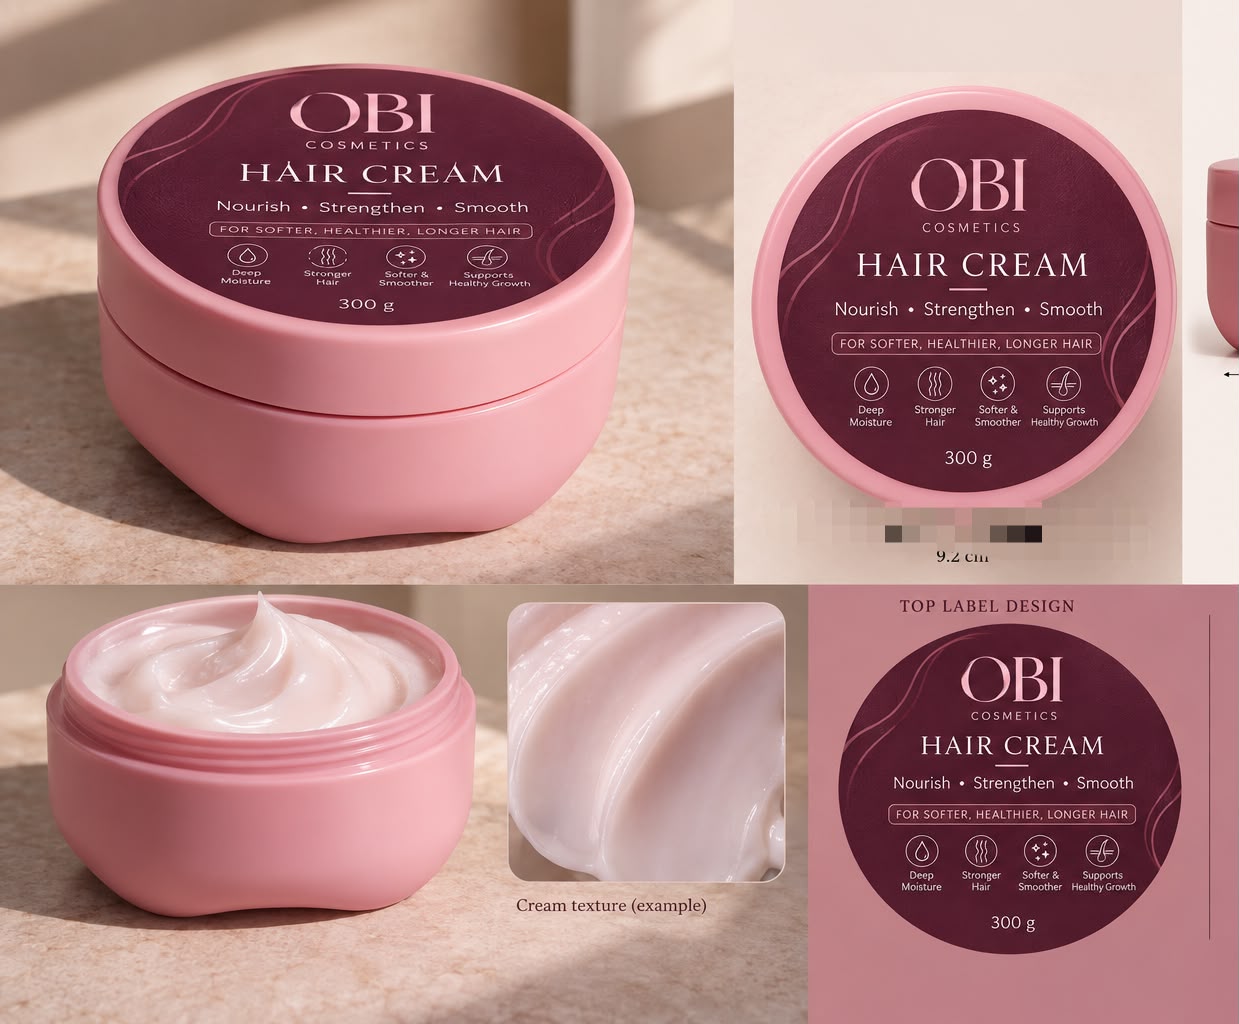 OBI
COSMETICS
HAIR CREAM
Nourish • Strengthen • Smooth
FOR SOFTER, HEALTHIER, LONGER HAIR
Deep Moisture
Stronger Hair
Softer & Smoother
Supports Healthy Growth
300 g
OBI
COSMETICS
HAIR CREAM
Nourish • Strengthen • Smooth
FOR SOFTER, HEALTHIER, LONGER HAIR
Deep Moisture
Stronger Hair
Softer & Smoother
Supports Healthy Growth
300 g
9.2 cm
Cream texture (example)
TOP LABEL DESIGN
OBI
COSMETICS
HAIR CREAM
Nourish • Strengthen • Smooth
FOR SOFTER, HEALTHIER, LONGER HAIR
Deep Moisture
Stronger Hair
Softer & Smoother
Supports Healthy Growth
300 g